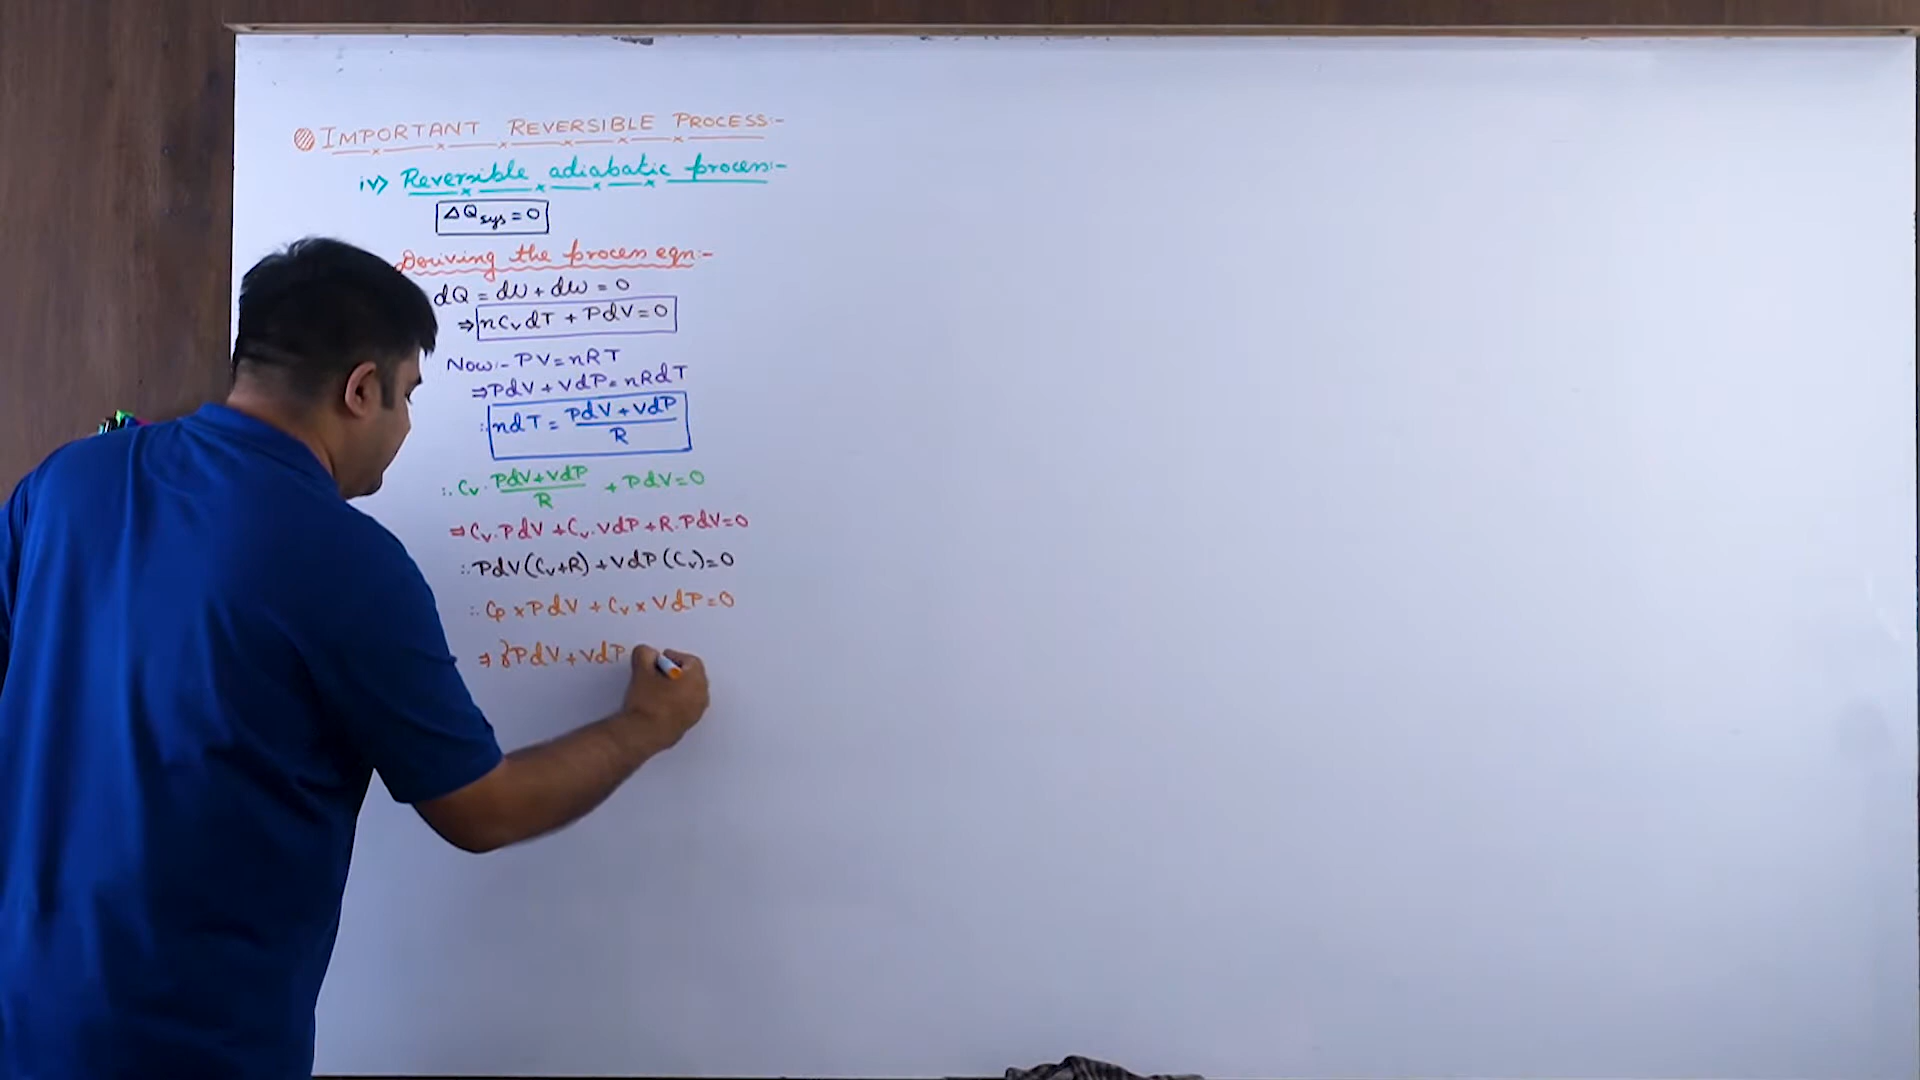 IMPORTANT REVERSIBLE PROCESS:-
iv) Reversible adiabatic process:-
ΔQsys = 0
Deriving the process eqn:-
dQ = dU + dW = 0
⇒ nCvdT + PdV = 0
Now:- PV = nRT
⇒ PdV + VdP = nRdT
∴ ndT = PdV + VdP / R
∴ Cv. PdV + VdP / R + PdV = 0
⇒ Cv.PdV + Cv.VdP + R.PdV = 0
∴ PdV(Cv+R) + VdP(Cv) = 0
∴ Cp × PdV + Cv × VdP = 0
⇒ γPdV + VdP